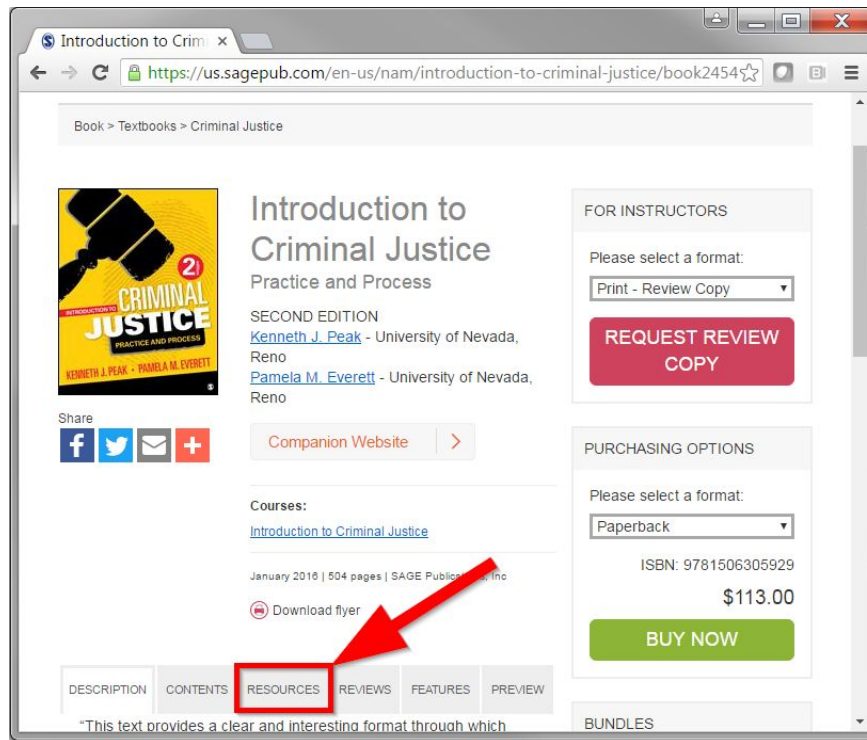 Introduction to Crim
https://us.sagepub.com/en-us/nam/introduction-to-criminal-justice/book2454
Book > Textbooks > Criminal Justice
2
INTRODUCTION TO
CRIMINAL
JUSTICE
PRACTICE AND PROCESS
KENNETH J. PEAK • PAMELA M. EVERETT
Share
Introduction to
Criminal Justice
Practice and Process
SECOND EDITION
Kenneth J. Peak - University of Nevada,
Reno
Pamela M. Everett - University of Nevada,
Reno
Companion Website
Courses:
Introduction to Criminal Justice
January 2016 | 504 pages | SAGE Publications, Inc
Download flyer
FOR INSTRUCTORS
Please select a format:
Print - Review Copy
REQUEST REVIEW
COPY
PURCHASING OPTIONS
Please select a format:
Paperback
ISBN: 9781506305929
$113.00
BUY NOW
BUNDLES
DESCRIPTION CONTENTS RESOURCES REVIEWS FEATURES PREVIEW
"This text provides a clear and interesting format through which